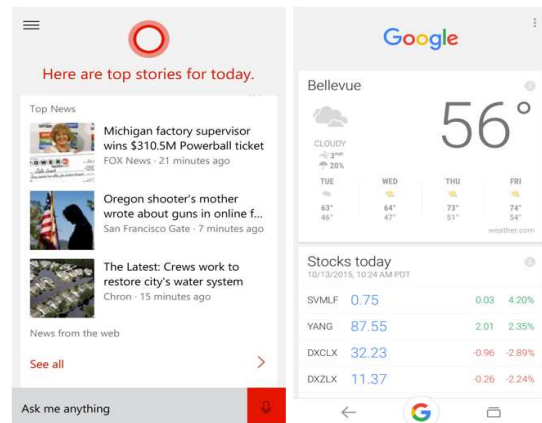 Here are top stories for today.
Top News
Michigan factory supervisor
wins $310.5M Powerball ticket
FOX News · 21 minutes ago
Oregon shooter's mother
wrote about guns in online f...
San Francisco Gate · 7 minutes ago
The Latest: Crews work to
restore city's water system
Chron · 15 minutes ago
News from the web
See all
Ask me anything
Google
Bellevue
56°
CLOUDY
3mph
20%
TUE WED THU FRI
63° 64° 73° 74°
46° 47° 51° 54°
weather.com
Stocks today
10/13/2015, 10:24 AM PDT
SVMLF 0.75 0.03 4.20%
YANG 87.55 2.01 2.35%
DXCLX 32.23 -0.96 -2.89%
DXZLX 11.37 -0.26 -2.24%
G